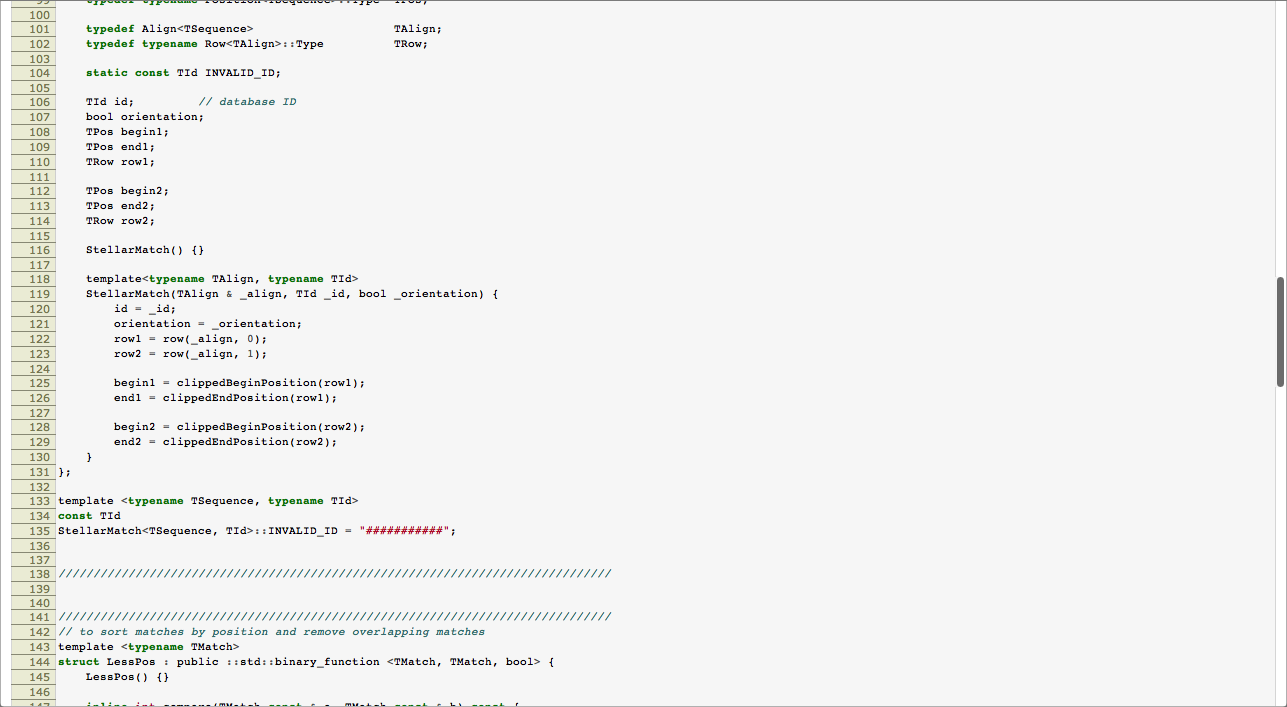 99     typedef typename Position<TSequence>::Type  TPos;
100
101     typedef Align<TSequence>                    TAlign;
102     typedef typename Row<TAlign>::Type          TRow;
103
104     static const TId INVALID_ID;
105
106     TId id;         // database ID
107     bool orientation;
108     TPos begin1;
109     TPos end1;
110     TRow row1;
111
112     TPos begin2;
113     TPos end2;
114     TRow row2;
115
116     StellarMatch() {}
117
118     template<typename TAlign, typename TId>
119     StellarMatch(TAlign & _align, TId _id, bool _orientation) {
120         id = _id;
121         orientation = _orientation;
122         row1 = row(_align, 0);
123         row2 = row(_align, 1);
124
125         begin1 = clippedBeginPosition(row1);
126         end1 = clippedEndPosition(row1);
127
128         begin2 = clippedBeginPosition(row2);
129         end2 = clippedEndPosition(row2);
130     }
131 };
132
133 template <typename TSequence, typename TId>
134 const TId
135 StellarMatch<TSequence, TId>::INVALID_ID = "###########";
136
137
138 ///////////////////////////////////////////////////////////////////////////////
139
140
141 ///////////////////////////////////////////////////////////////////////////////
142 // to sort matches by position and remove overlapping matches
143 template <typename TMatch>
144 struct LessPos : public ::std::binary_function <TMatch, TMatch, bool> {
145     LessPos() {}
146
147     inline int compare(TMatch const & a, TMatch const & b) const {